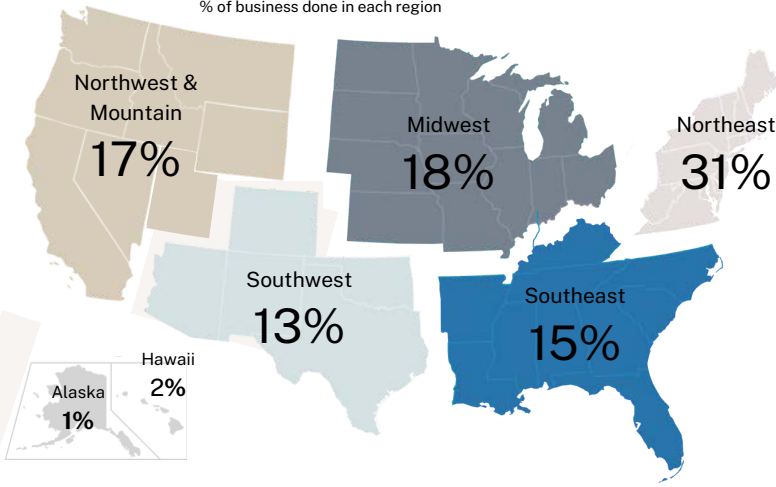 % of business done in each region
Northwest &
Mountain
17%
Midwest
18%
Northeast
31%
Southwest
13%
Southeast
15%
Hawaii
2%
Alaska
1%